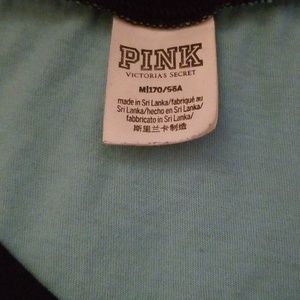 PINK
VICTORIA'S SECRET
M|170/96A
made in Sri Lanka/fabriqué au
Sri Lanka/hecho en Sri Lanka/
fabbricato in Sri Lanka/
斯里兰卡制造